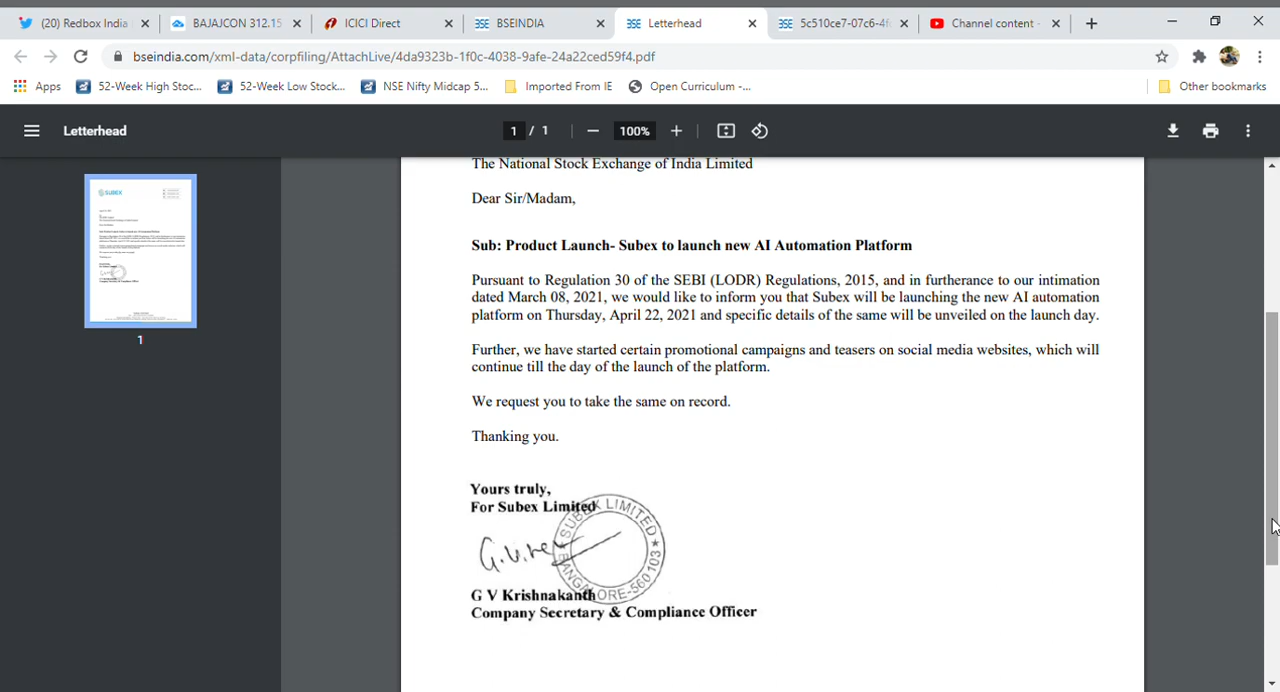 (20) Redbox India
BAJAJCON 312.15
ICICI Direct
BSEINDIA
Letterhead
5c510ce7-07c6-4f
Channel content -
bseindia.com/xml-data/corpfiling/AttachLive/4da9323b-1f0c-4038-9afe-24a22ced59f4.pdf
Apps
52-Week High Stoc...
52-Week Low Stock...
NSE Nifty Midcap 5...
Imported From IE
Open Curriculum -...
Other bookmarks
Letterhead
1 / 1
100%
SUBEX
1
The National Stock Exchange of India Limited
Dear Sir/Madam,
Sub: Product Launch- Subex to launch new AI Automation Platform
Pursuant to Regulation 30 of the SEBI (LODR) Regulations, 2015, and in furtherance to our intimation
dated March 08, 2021, we would like to inform you that Subex will be launching the new AI automation
platform on Thursday, April 22, 2021 and specific details of the same will be unveiled on the launch day.
Further, we have started certain promotional campaigns and teasers on social media websites, which will
continue till the day of the launch of the platform.
We request you to take the same on record.
Thanking you.
Yours truly,
For Subex Limited
SUBEX LIMITED
BANGALORE-560103
G V Krishnakanth
Company Secretary & Compliance Officer